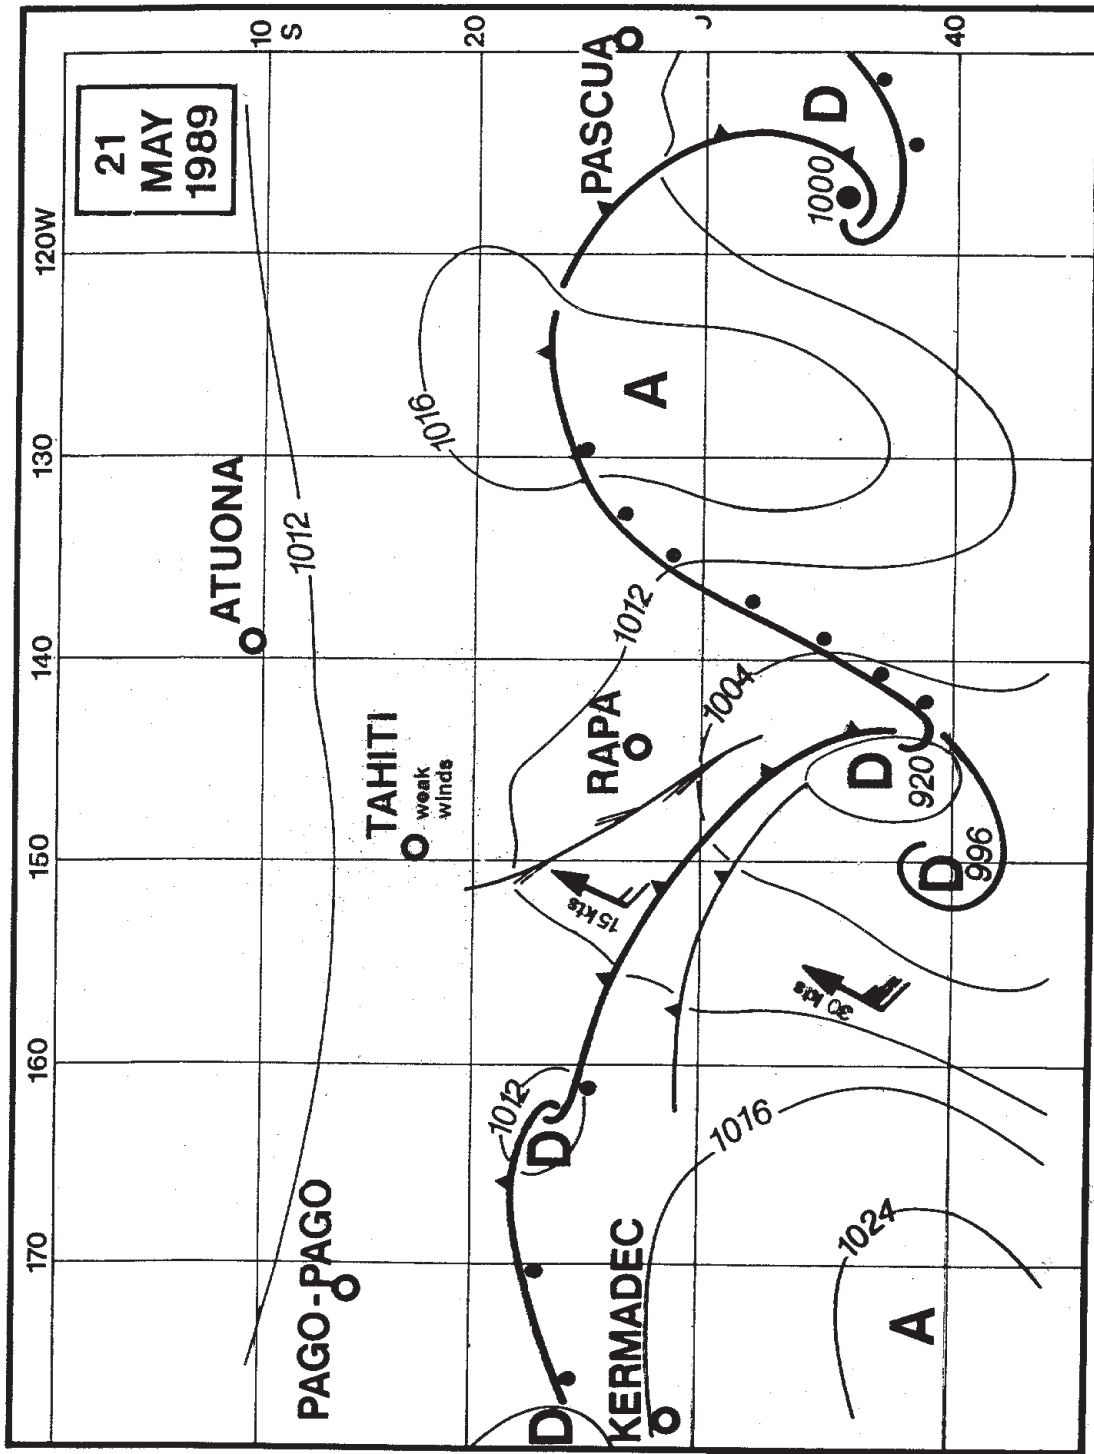 21
MAY
1989
170
160
150
140
130
120W
10
S
20
J
40
PAGO-PAGO
TAHITI
weak
winds
ATUONA
PASCUA
RAPA
KERMADEC
1012
1016
1012
1004
1012
1016
1024
1000
D
920
D
996
D
D
D
A
A
15 kts
30 kts